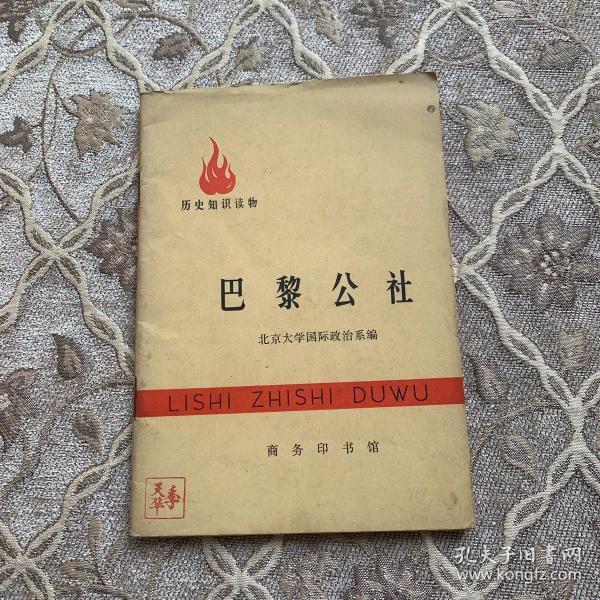 历史知识读物
巴黎公社
北京大学国际政治系编
LISHI ZHISHI DUWU
商务印书馆
孔夫子旧书网
www.kongfz.com